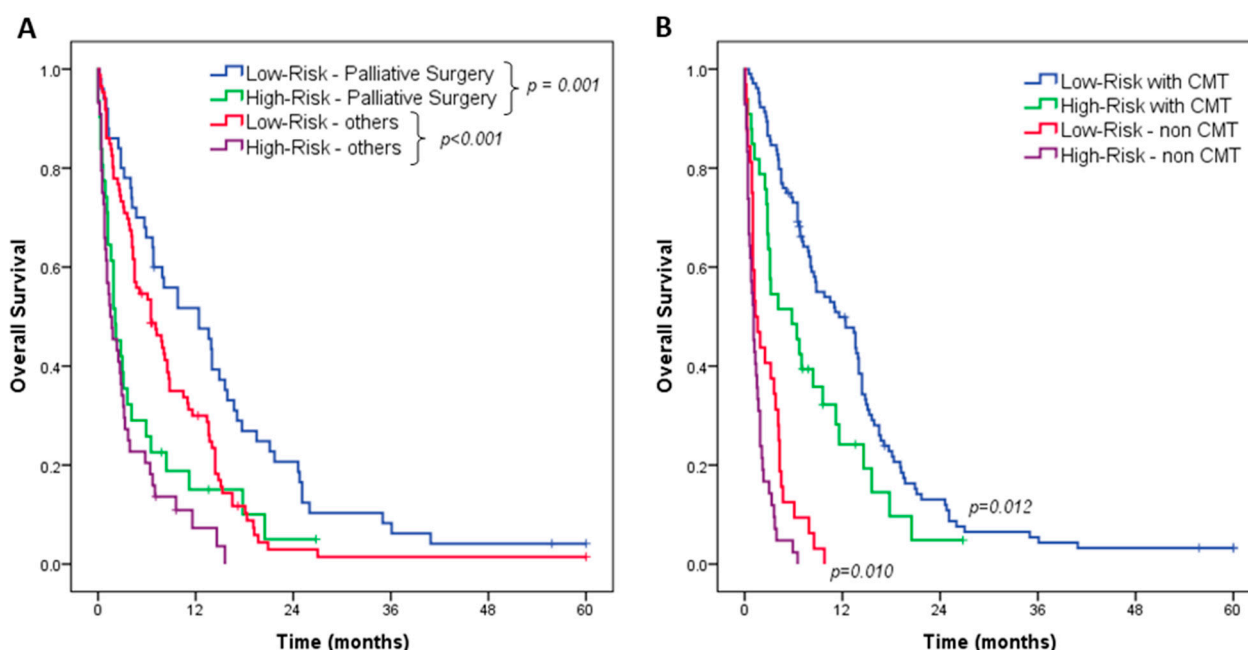 A
Low-Risk - Palliative Surgery
High-Risk - Palliative Surgery
p = 0.001
Low-Risk - others
High-Risk - others
p<0.001
Overall Survival
1.0
0.8
0.6
0.4
0.2
0.0
0 12 24 36 48 60
Time (months)
B
Low-Risk with CMT
High-Risk with CMT
Low-Risk - non CMT
High-Risk - non CMT
Overall Survival
1.0
0.8
0.6
0.4
0.2
0.0
p=0.012
p=0.010
0 12 24 36 48 60
Time (months)